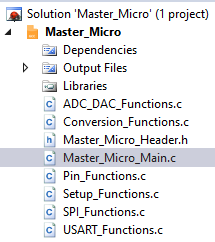 Solution 'Master_Micro' (1 project)
Master_Micro
Dependencies
Output Files
Libraries
ADC_DAC_Functions.c
Conversion_Functions.c
Master_Micro_Header.h
Master_Micro_Main.c
Pin_Functions.c
Setup_Functions.c
SPI_Functions.c
USART_Functions.c